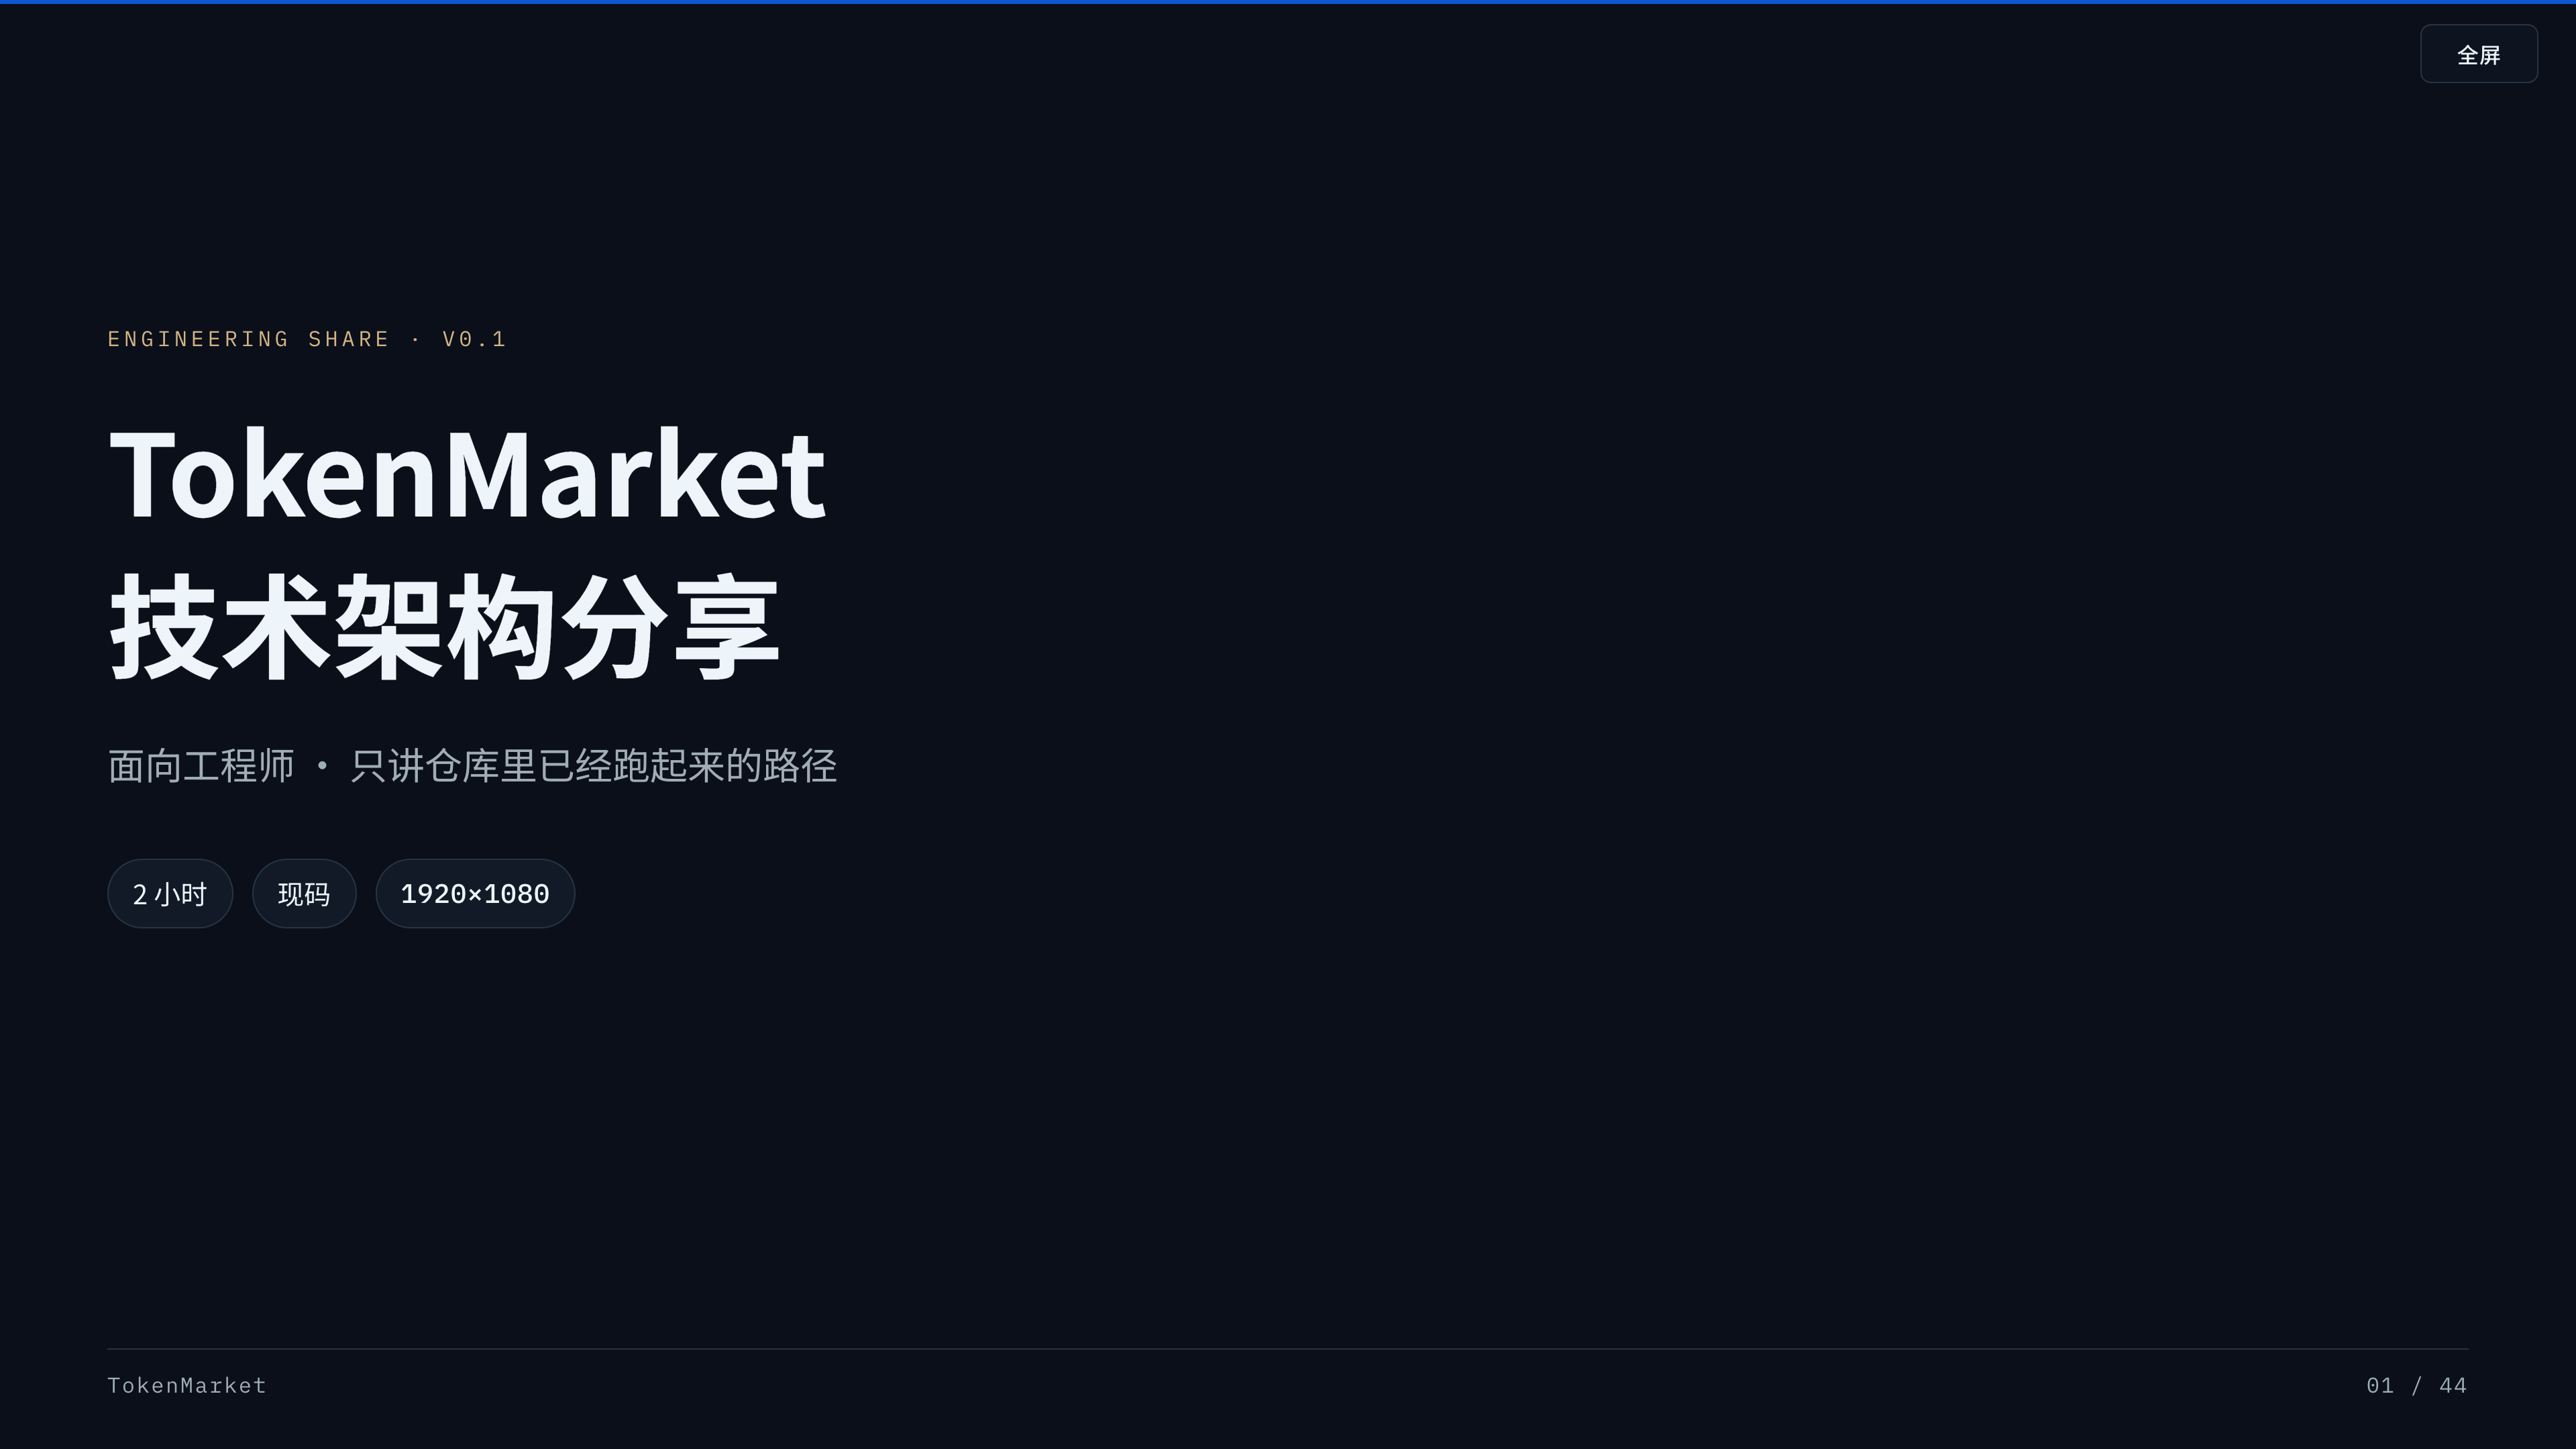 全屏
ENGINEERING SHARE · V0.1
TokenMarket
技术架构分享
面向工程师 · 只讲仓库里已经跑起来的路径
2 小时 现码 1920×1080
TokenMarket 01 / 44